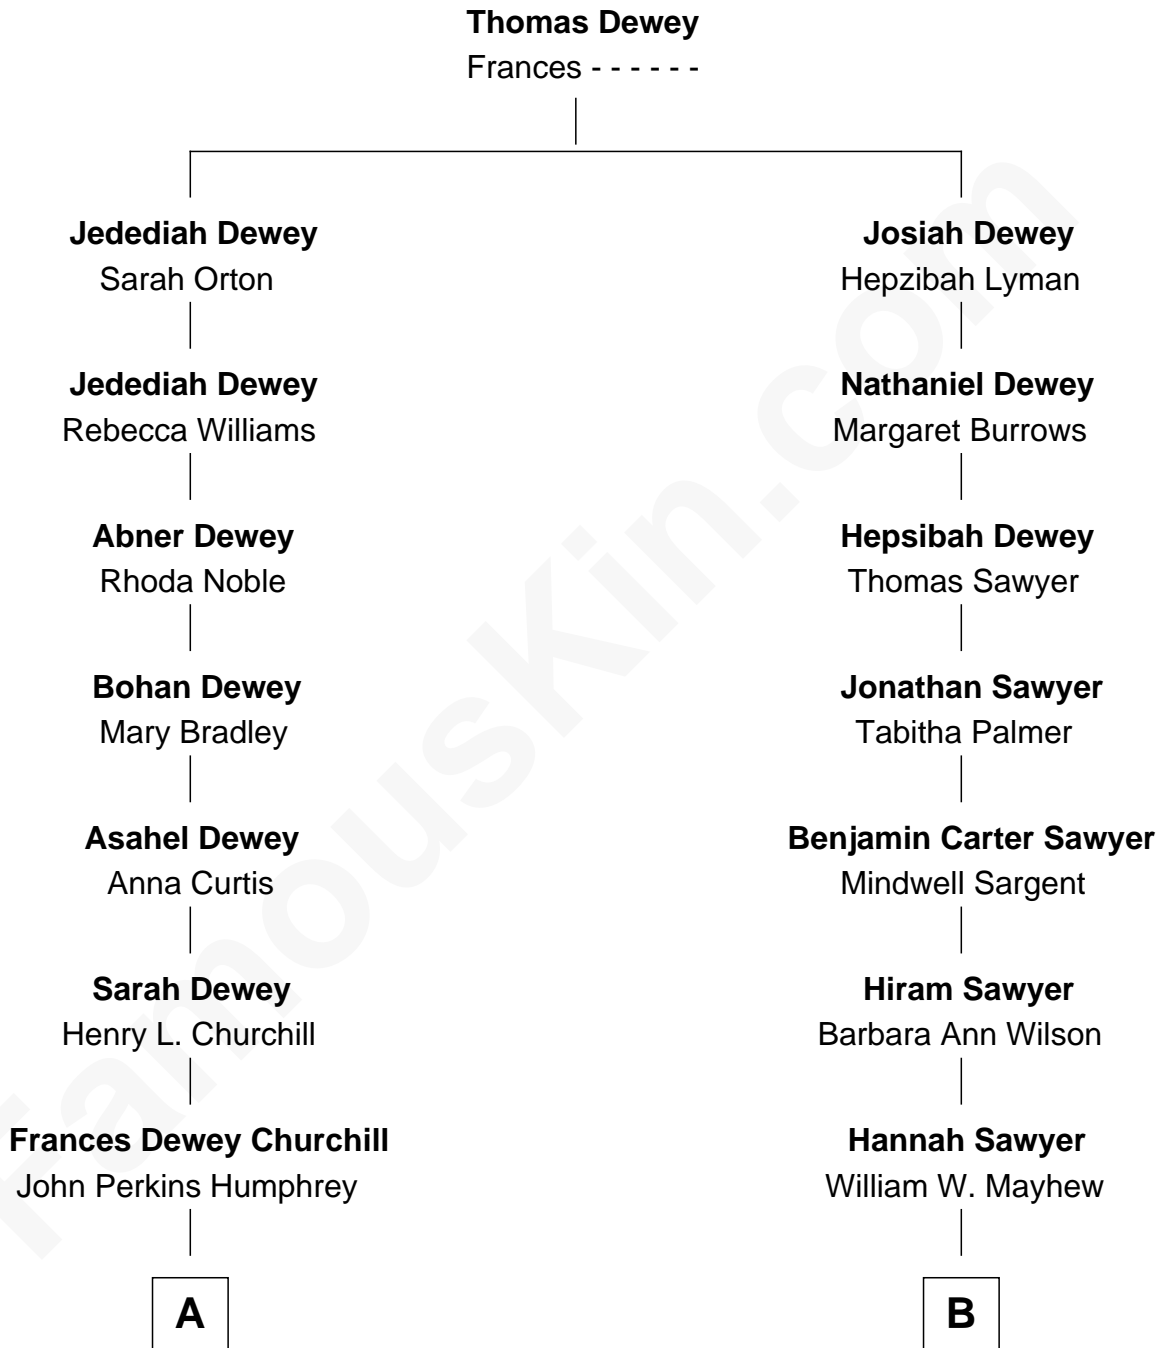 Thomas Dewey
Frances - - - - - -
Jedediah Dewey
Sarah Orton
Josiah Dewey
Hepzibah Lyman
Jedediah Dewey
Rebecca Williams
Nathaniel Dewey
Margaret Burrows
Abner Dewey
Rhoda Noble
Hepsibah Dewey
Thomas Sawyer
Bohan Dewey
Mary Bradley
Jonathan Sawyer
Tabitha Palmer
Asahel Dewey
Anna Curtis
Benjamin Carter Sawyer
Mindwell Sargent
Sarah Dewey
Henry L. Churchill
Hiram Sawyer
Barbara Ann Wilson
Frances Dewey Churchill
John Perkins Humphrey
Hannah Sawyer
William W. Mayhew
A
B
FamousKin.com